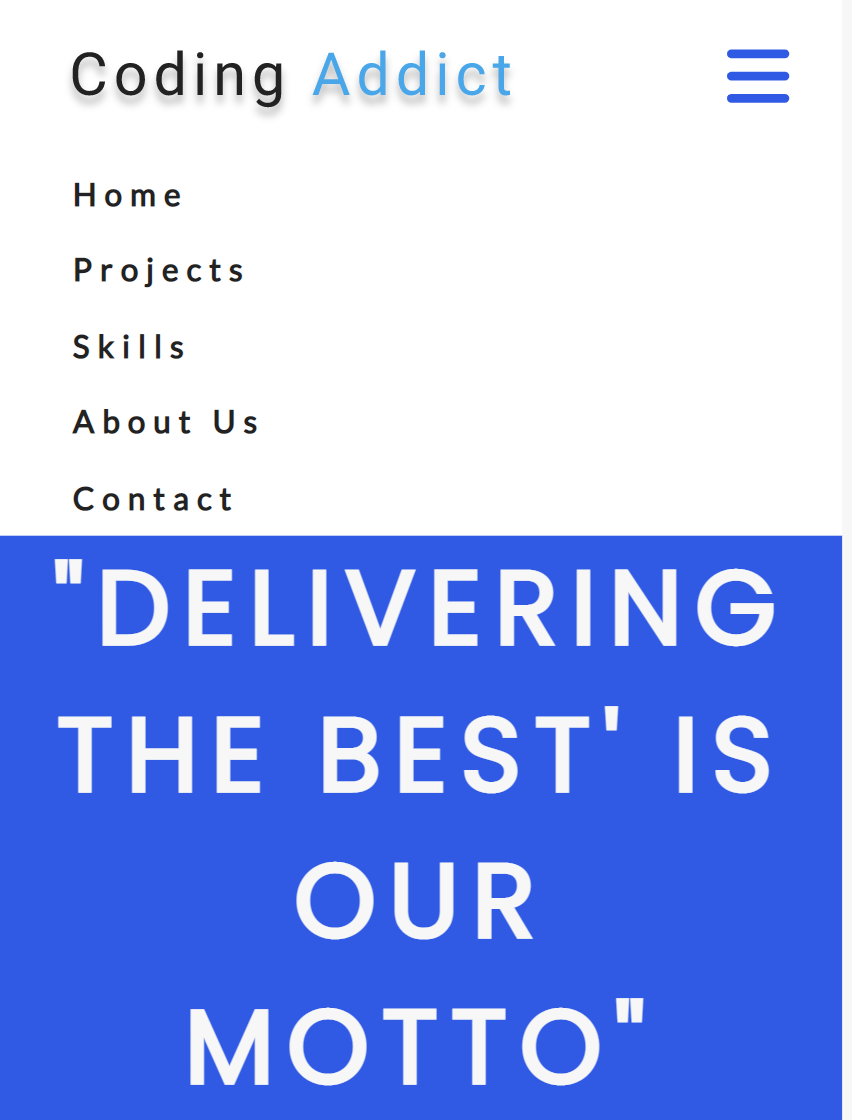 Coding Addict
Home
Projects
Skills
About Us
Contact
"DELIVERING
THE BEST' IS
OUR
MOTTO"